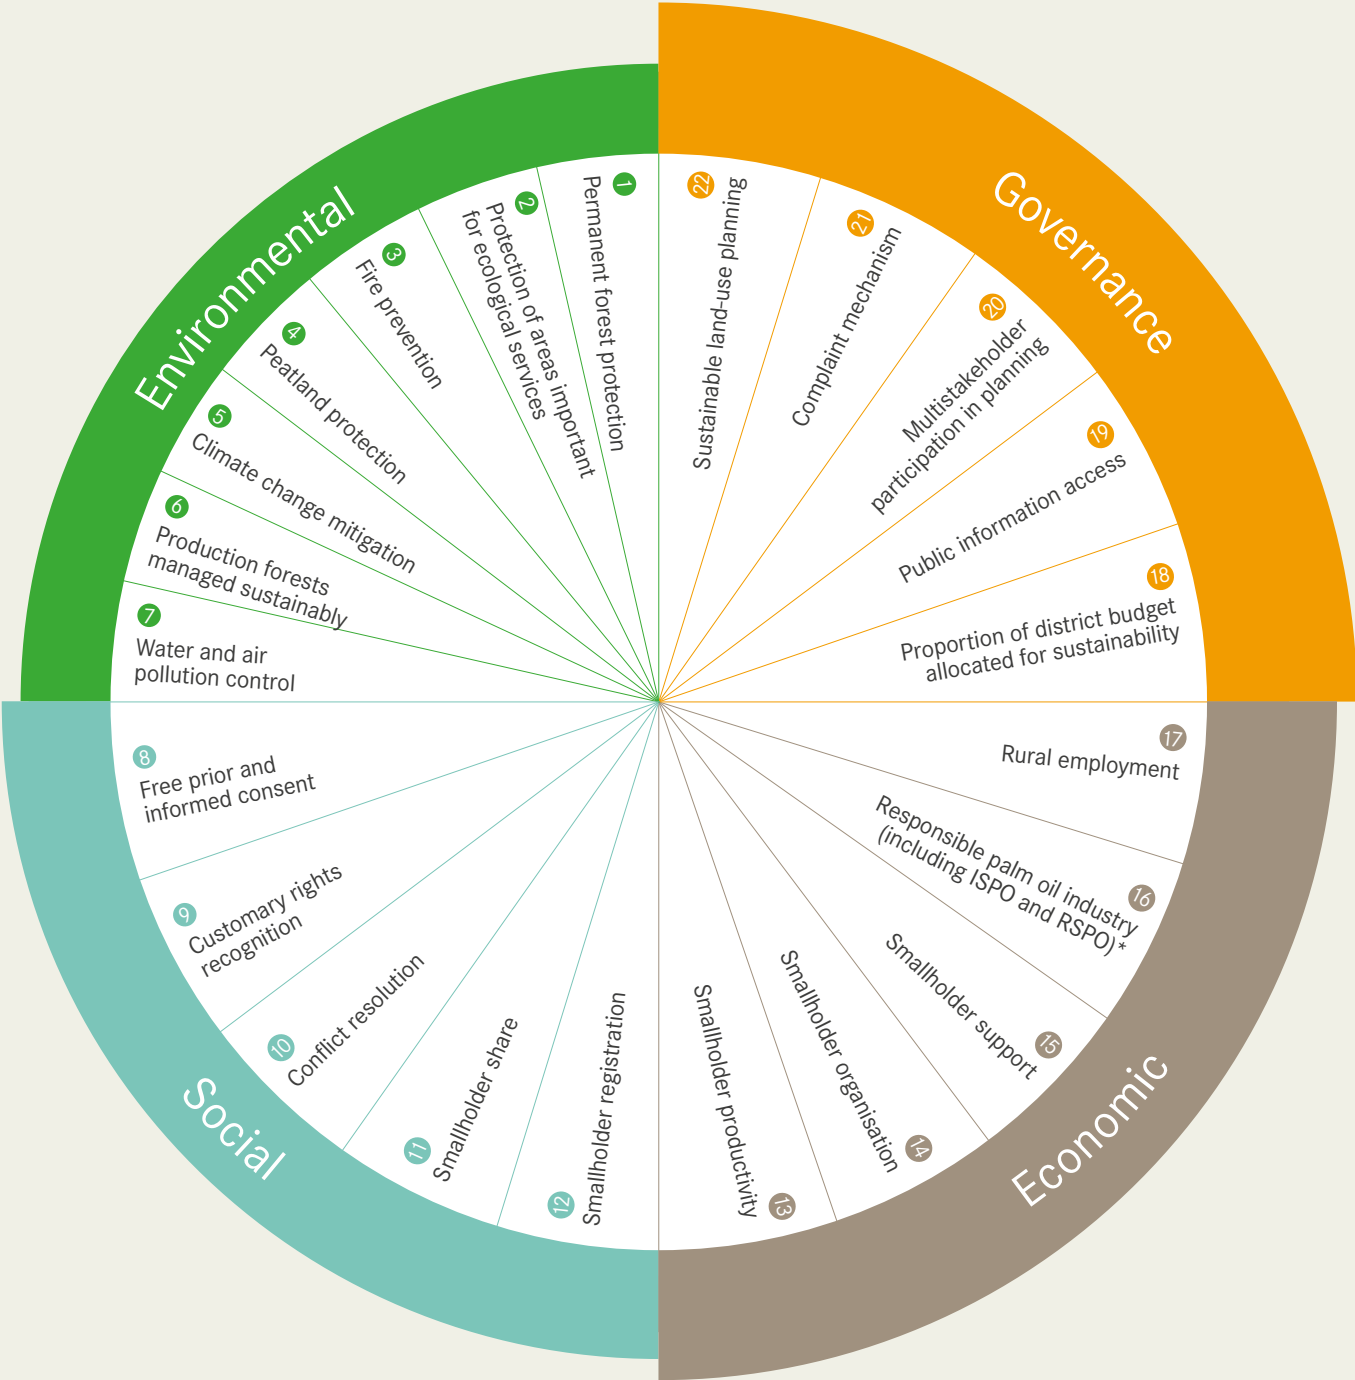 Environmental
1
Permanent forest protection
2
Protection of areas important
for ecological services
3
Fire prevention
4
Peatland protection
5
Climate change mitigation
6
Production forests
managed sustainably
7
Water and air
pollution control
Social
8
Free prior and
informed consent
9
Customary rights
recognition
10
Conflict resolution
11
Smallholder share
12
Smallholder registration
Economic
13
Smallholder productivity
14
Smallholder organisation
15
Smallholder support
16
Responsible palm oil industry
(including ISPO and RSPO)*
17
Rural employment
Governance
18
Proportion of district budget
allocated for sustainability
19
Public information access
20
Multistakeholder
participation in planning
21
Complaint mechanism
22
Sustainable land-use planning